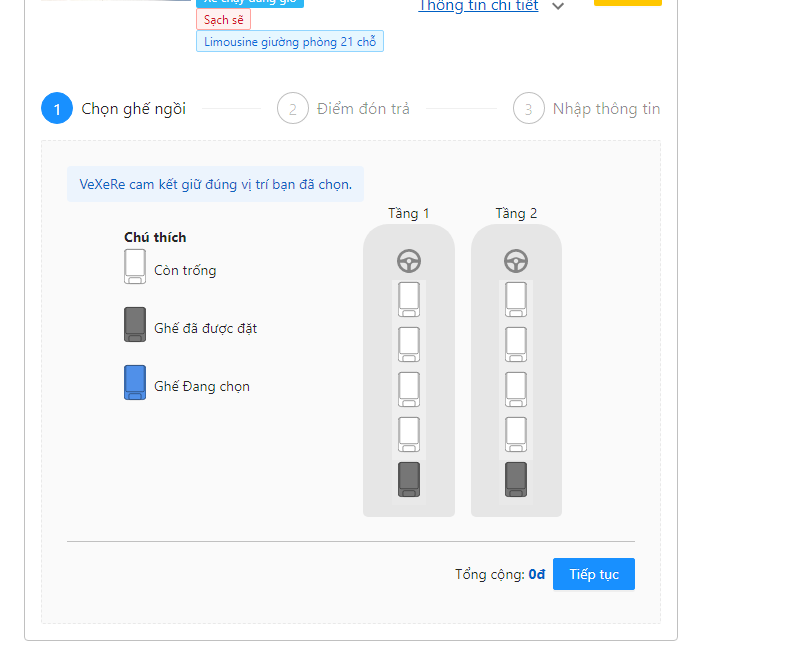 Xe chạy đúng giờ
Thông tin chi tiết
Sạch sẽ
Limousine giường phòng 21 chỗ
1 Chọn ghế ngồi
2 Điểm đón trả
3 Nhập thông tin
VeXeRe cam kết giữ đúng vị trí bạn đã chọn.
Tầng 1
Tầng 2
Chú thích
Còn trống
Ghế đã được đặt
Ghế Đang chọn
Tổng cộng: 0đ
Tiếp tục